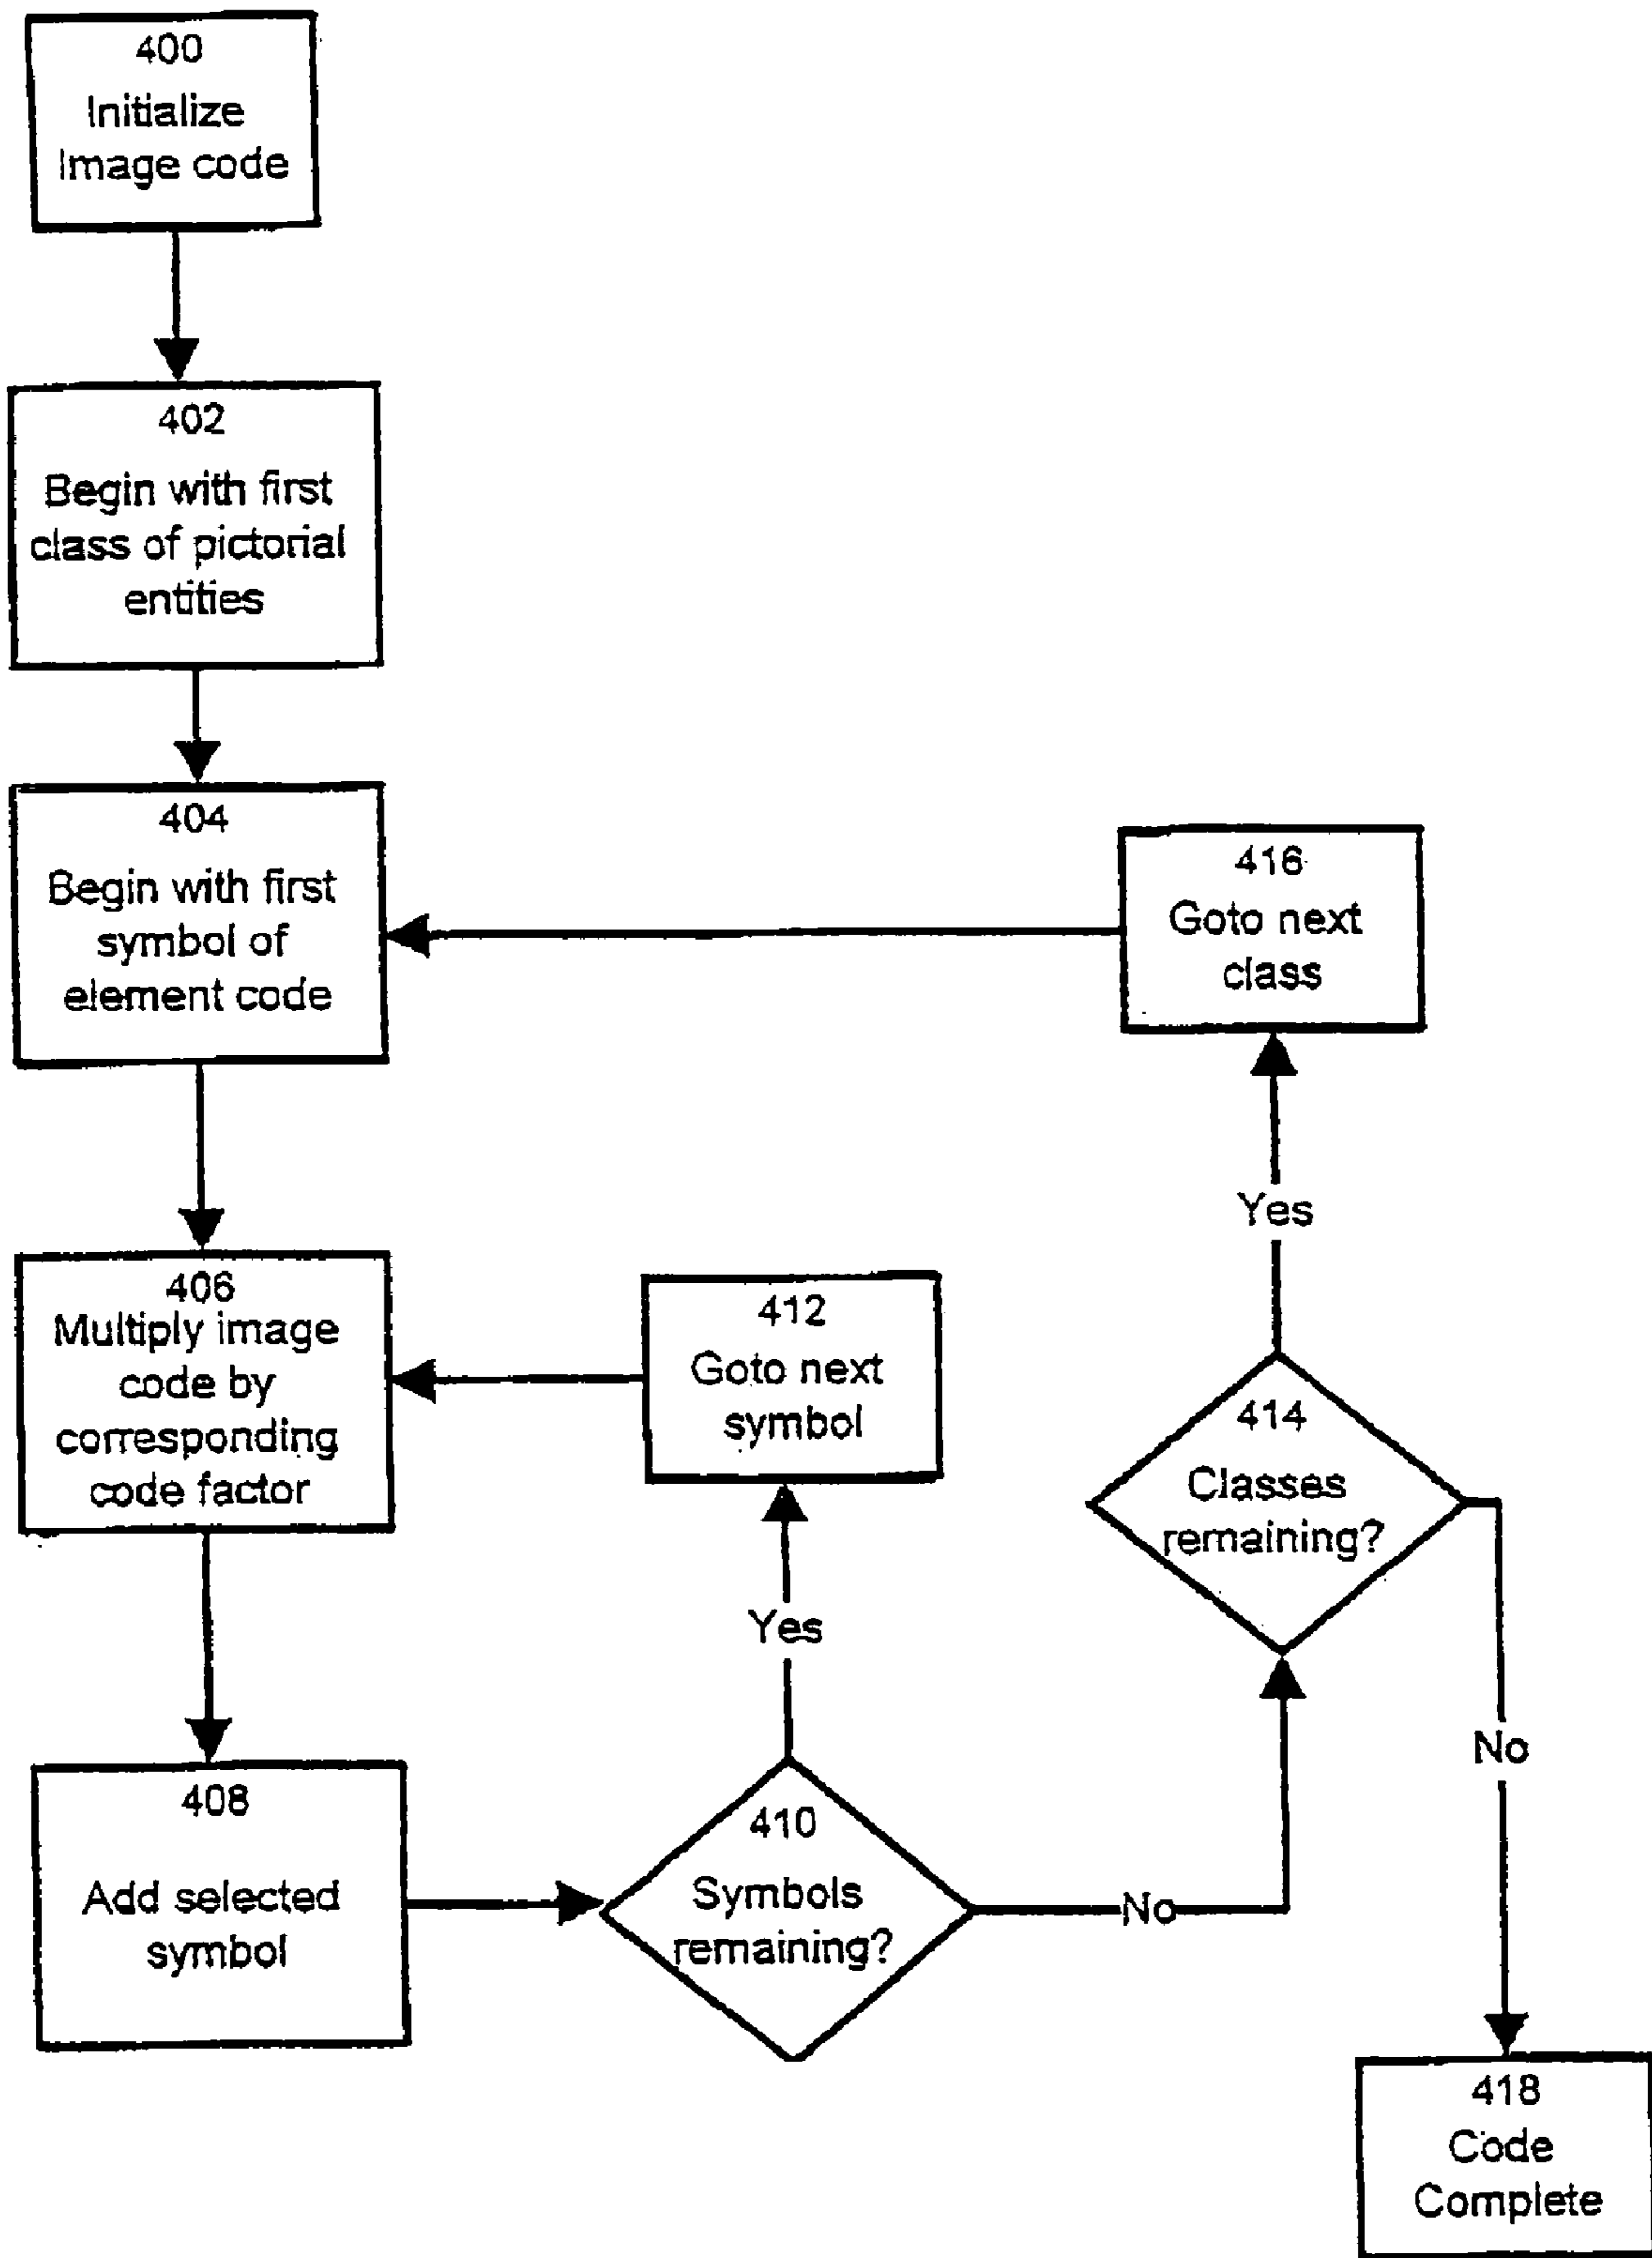 400
Initialize
Image code
402
Begin with first
class of pictorial
entities
404
Begin with first
symbol of
element code
416
Goto next
class
Yes
406
Multiply image
code by
corresponding
code factor
412
Goto next
symbol
414
Classes
remaining?
Yes
No
408
Add selected
symbol
410
Symbols
remaining?
No
418
Code
Complete